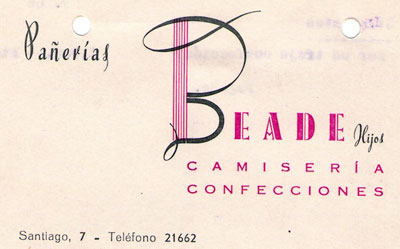 Pañerías
BEADE Hijos
CAMISERÍA
CONFECCIONES
Santiago, 7 - Teléfono 21662